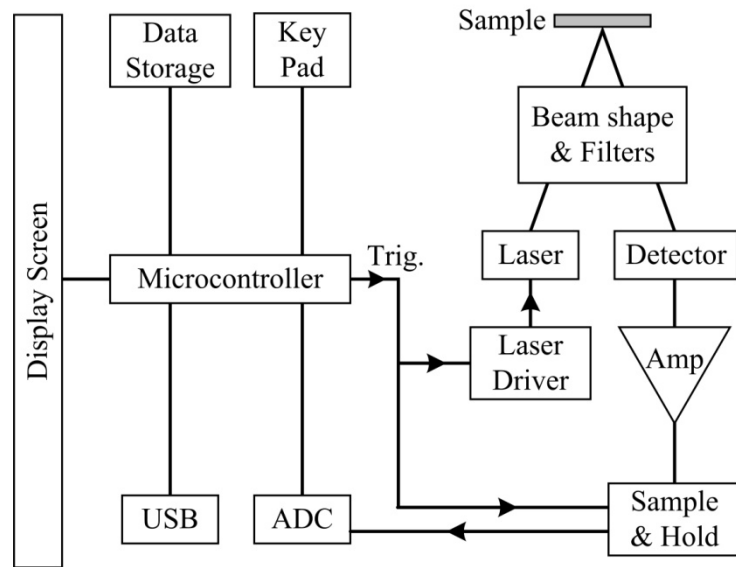 Data
Storage
Key
Pad
Sample
Beam shape
& Filters
Display Screen
Microcontroller
Trig.
Laser
Detector
Laser
Driver
Amp
USB
ADC
Sample
& Hold